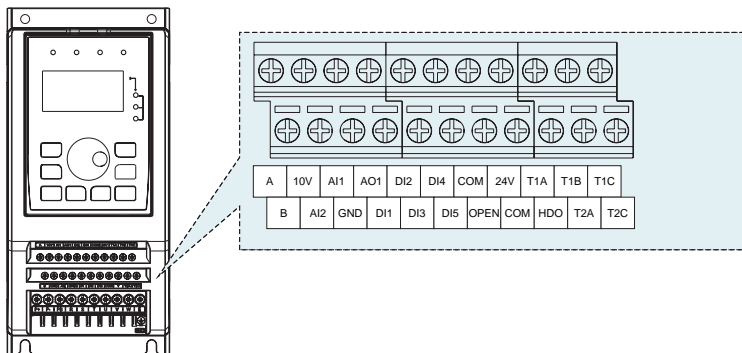 A 10V AI1 AO1 DI2 DI4 COM 24V T1A T1B T1C
B AI2 GND DI1 DI3 DI5 OPEN COM HDO T2A T2C